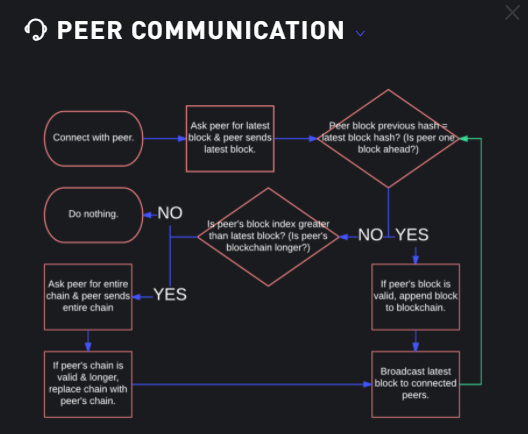 PEER COMMUNICATION
Connect with peer.
Ask peer for latest
block & peer sends
latest block.
Peer block previous hash =
latest block hash? (Is peer one
block ahead?)
Do nothing.
NO
Is peer's block index greater
than latest block? (Is peer's
blockchain longer?)
NO
YES
Ask peer for entire
chain & peer sends
entire chain
YES
If peer's block is
valid, append block
to blockchain.
If peer's chain is
valid & longer,
replace chain with
peer's chain.
Broadcast latest
block to connected
peers.